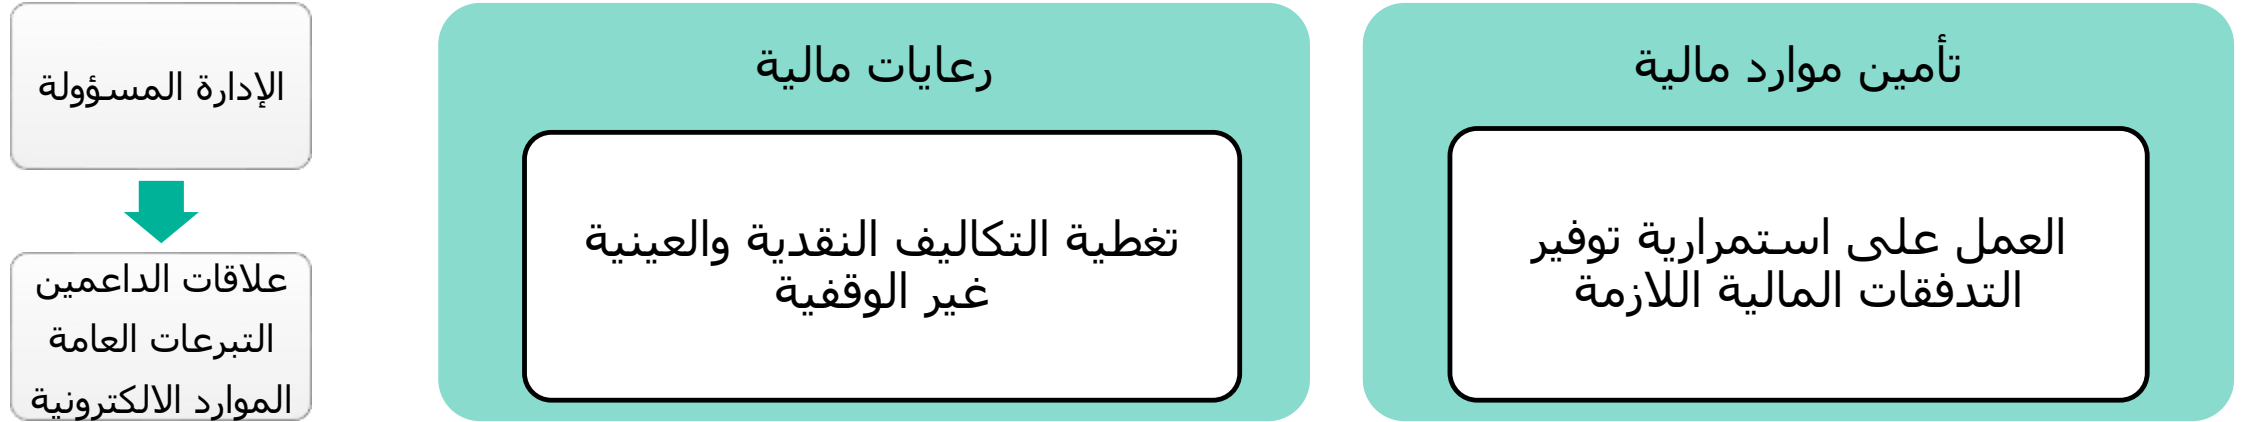 تأمين موارد مالية
العمل على استمرارية توفير
التدفقات المالية اللازمة
رعايات مالية
تغطية التكاليف النقدية والعينية
غير الوقفية
الإدارة المسؤولة
علاقات الداعمين
التبرعات العامة
الموارد الالكترونية